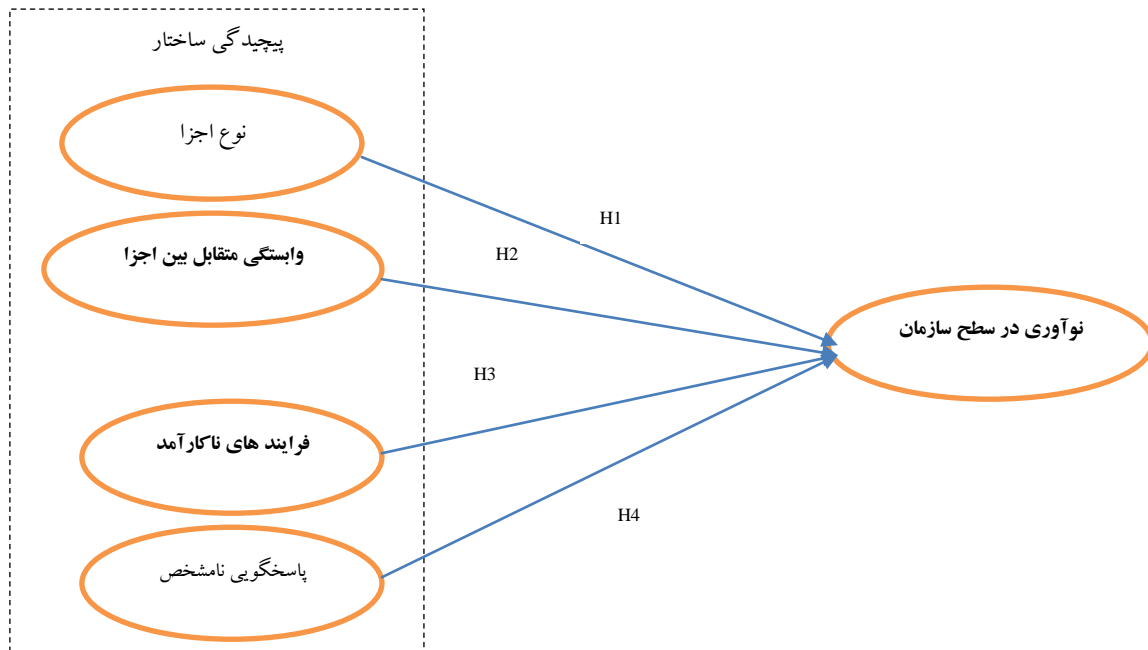 پیچیدگی ساختار
نوع اجزا
H1
H2
وابستگی متقابل بین اجزا
نوآوری در سطح سازمان
H3
فرایند های ناکارآمد
H4
پاسخگویی نامشخص